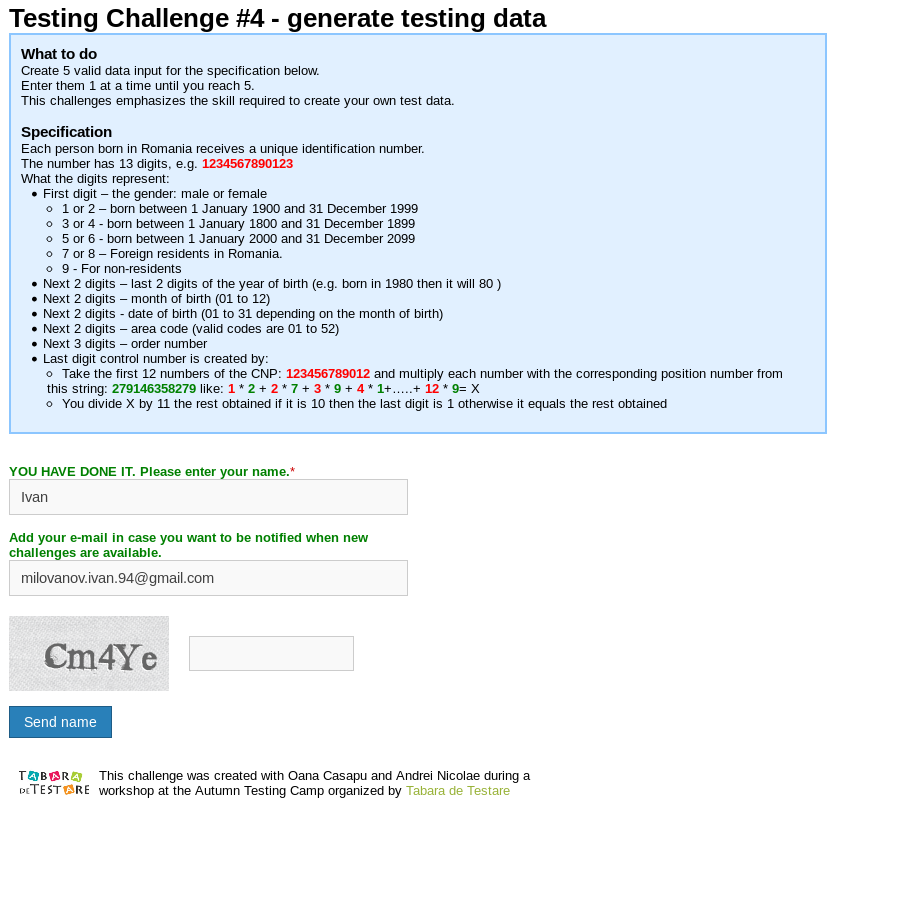 Testing Challenge #4 - generate testing data
What to do
Create 5 valid data input for the specification below.
Enter them 1 at a time until you reach 5.
This challenges emphasizes the skill required to create your own test data.
Specification
Each person born in Romania receives a unique identification number.
The number has 13 digits, e.g. 1234567890123
What the digits represent:
• First digit – the gender: male or female
◦ 1 or 2 – born between 1 January 1900 and 31 December 1999
◦ 3 or 4 - born between 1 January 1800 and 31 December 1899
◦ 5 or 6 - born between 1 January 2000 and 31 December 2099
◦ 7 or 8 – Foreign residents in Romania.
◦ 9 - For non-residents
• Next 2 digits – last 2 digits of the year of birth (e.g. born in 1980 then it will 80 )
• Next 2 digits – month of birth (01 to 12)
• Next 2 digits - date of birth (01 to 31 depending on the month of birth)
• Next 2 digits – area code (valid codes are 01 to 52)
• Next 3 digits – order number
• Last digit control number is created by:
◦ Take the first 12 numbers of the CNP: 123456789012 and multiply each number with the corresponding position number from
this string: 279146358279 like: 1 * 2 + 2 * 7 + 3 * 9 + 4 * 1+…..+ 12 * 9= X
◦ You divide X by 11 the rest obtained if it is 10 then the last digit is 1 otherwise it equals the rest obtained
YOU HAVE DONE IT. Please enter your name.*
Ivan
Add your e-mail in case you want to be notified when new
challenges are available.
milovanov.ivan.94@gmail.com
Cm4Ye
Send name
TABARA
DE TESTARE
This challenge was created with Oana Casapu and Andrei Nicolae during a
workshop at the Autumn Testing Camp organized by Tabara de Testare